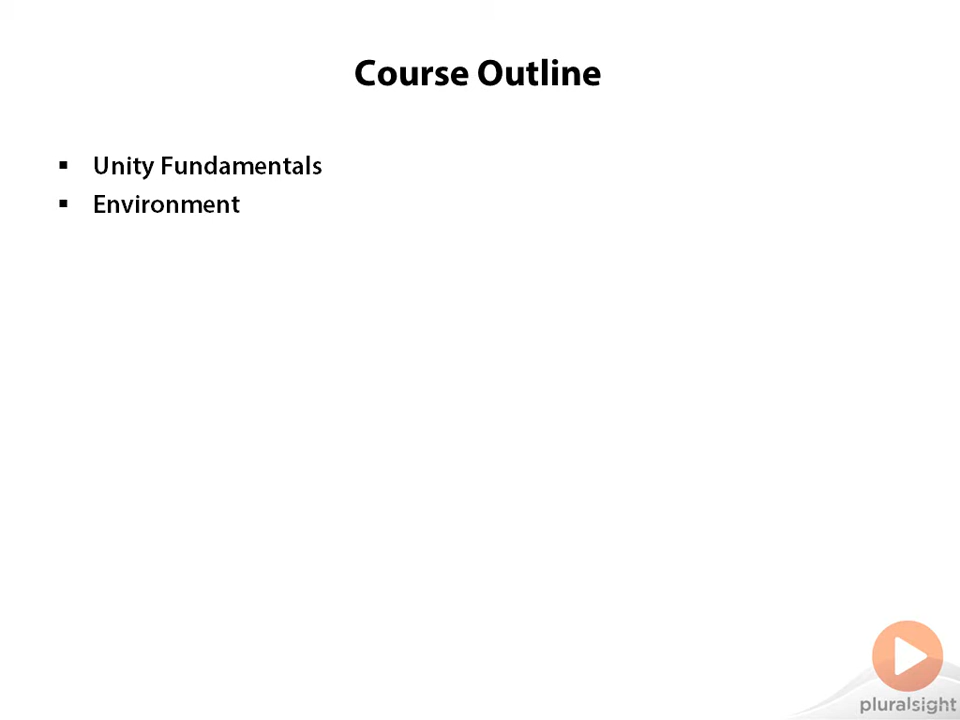 Course Outline
▪ Unity Fundamentals
▪ Environment
pluralsight